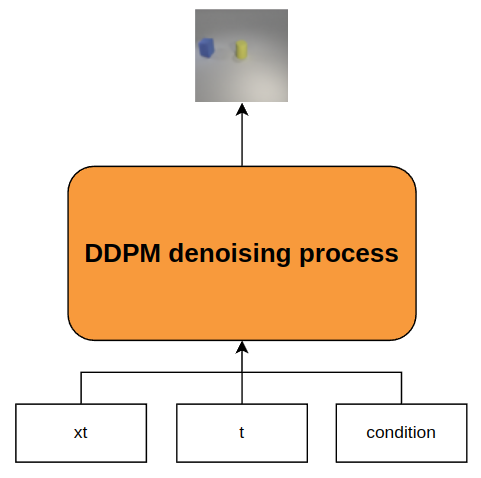 DDPM denoising process
xt
t
condition